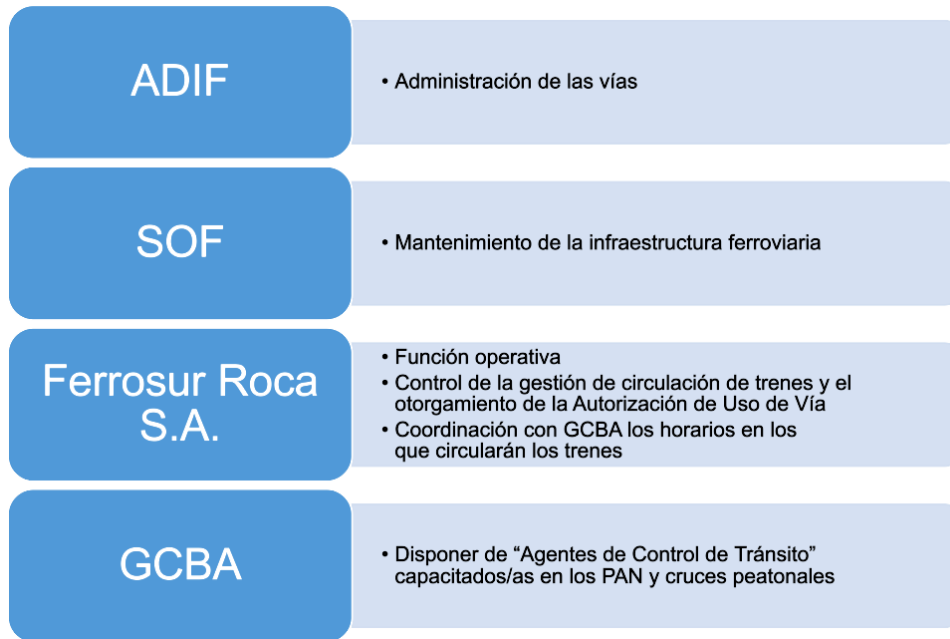 ADIF
• Administración de las vías
SOF
• Mantenimiento de la infraestructura ferroviaria
Ferrosur Roca
S.A.
• Función operativa
• Control de la gestión de circulación de trenes y el
otorgamiento de la Autorización de Uso de Vía
• Coordinación con GCBA los horarios en los
que circularán los trenes
GCBA
• Disponer de “Agentes de Control de Tránsito”
capacitados/as en los PAN y cruces peatonales